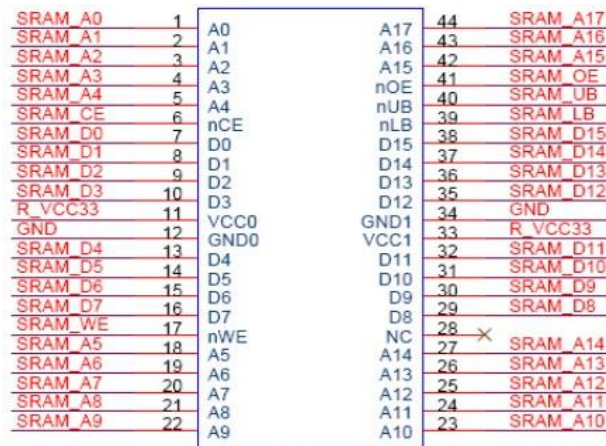 SRAM_A0 1 A0 A17 44 SRAM_A17
SRAM_A1 2 A1 A16 43 SRAM_A16
SRAM_A2 3 A2 A15 42 SRAM_A15
SRAM_A3 4 A3 nOE 41 SRAM_OE
SRAM_A4 5 A4 nUB 40 SRAM_UB
SRAM_CE 6 nCE nLB 39 SRAM_LB
SRAM_D0 7 D0 D15 38 SRAM_D15
SRAM_D1 8 D1 D14 37 SRAM_D14
SRAM_D2 9 D2 D13 36 SRAM_D13
SRAM_D3 10 D3 D12 35 SRAM_D12
R_VCC33 11 VCC0 GND1 34 GND
GND 12 GND0 VCC1 33 R_VCC33
SRAM_D4 13 D4 D11 32 SRAM_D11
SRAM_D5 14 D5 D10 31 SRAM_D10
SRAM_D6 15 D6 D9 30 SRAM_D9
SRAM_D7 16 D7 D8 29 SRAM_D8
SRAM_WE 17 nWE NC 28
SRAM_A5 18 A5 A14 27 SRAM_A14
SRAM_A6 19 A6 A13 26 SRAM_A13
SRAM_A7 20 A7 A12 25 SRAM_A12
SRAM_A8 21 A8 A11 24 SRAM_A11
SRAM_A9 22 A9 A10 23 SRAM_A10